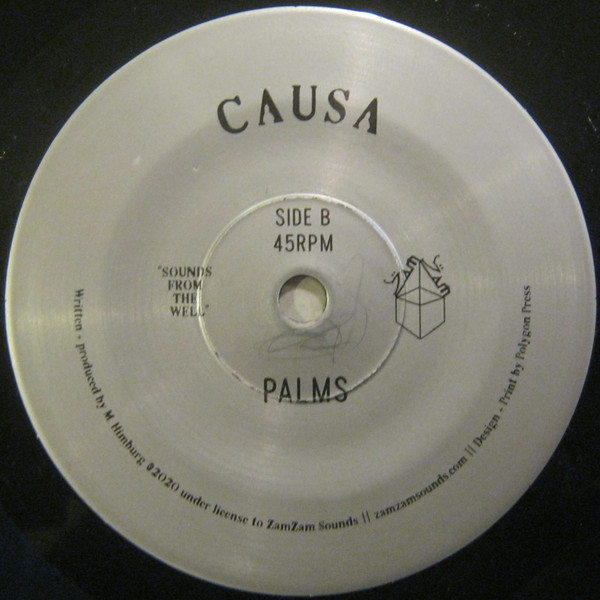 CAUSA
SIDE B
45RPM
"SOUNDS
FROM
THE
WELL"
PALMS
Written + produced by M. Himburg ℗2020 under license to ZamZam Sounds || zamzamsounds.com || Design + Print by Polygon Press